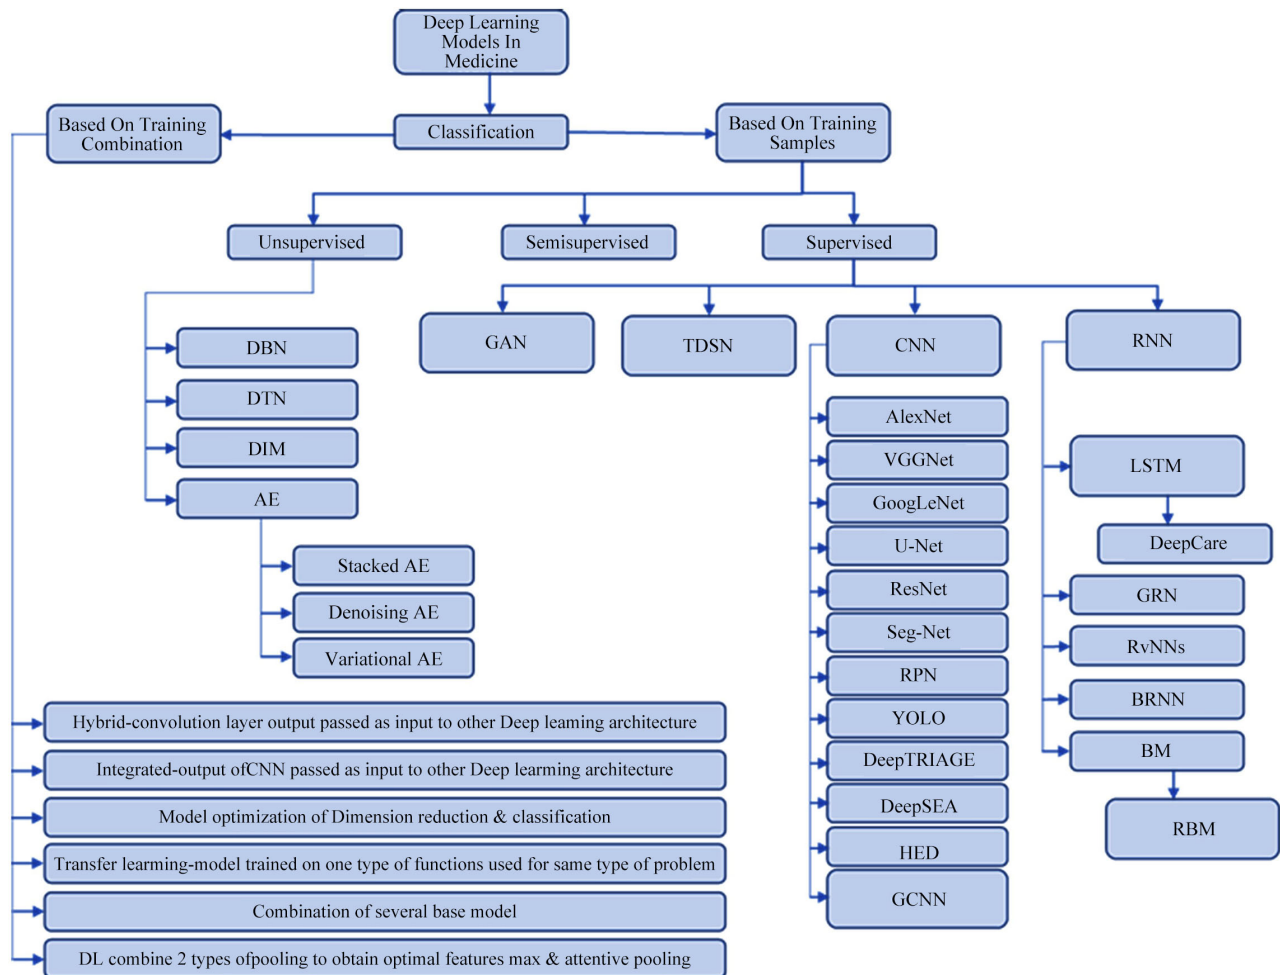 Deep Learning
Models In
Medicine
Based On Training
Combination
Classification
Based On Training
Samples
Unsupervised
Semisupervised
Supervised
GAN
TDSN
CNN
RNN
DBN
DTN
DIM
AE
Stacked AE
Denoising AE
Variational AE
AlexNet
VGGNet
GoogLeNet
U-Net
ResNet
Seg-Net
RPN
YOLO
DeepTRIAGE
DeepSEA
HED
GCNN
LSTM
DeepCare
GRN
RvNNs
BRNN
BM
RBM
Hybrid-convolution layer output passed as input to other Deep leaming architecture
Integrated-output ofCNN passed as input to other Deep learming architecture
Model optimization of Dimension reduction & classification
Transfer learming-model trained on one type of functions used for same type of problem
Combination of several base model
DL combine 2 types ofpooling to obtain optimal features max & attentive pooling